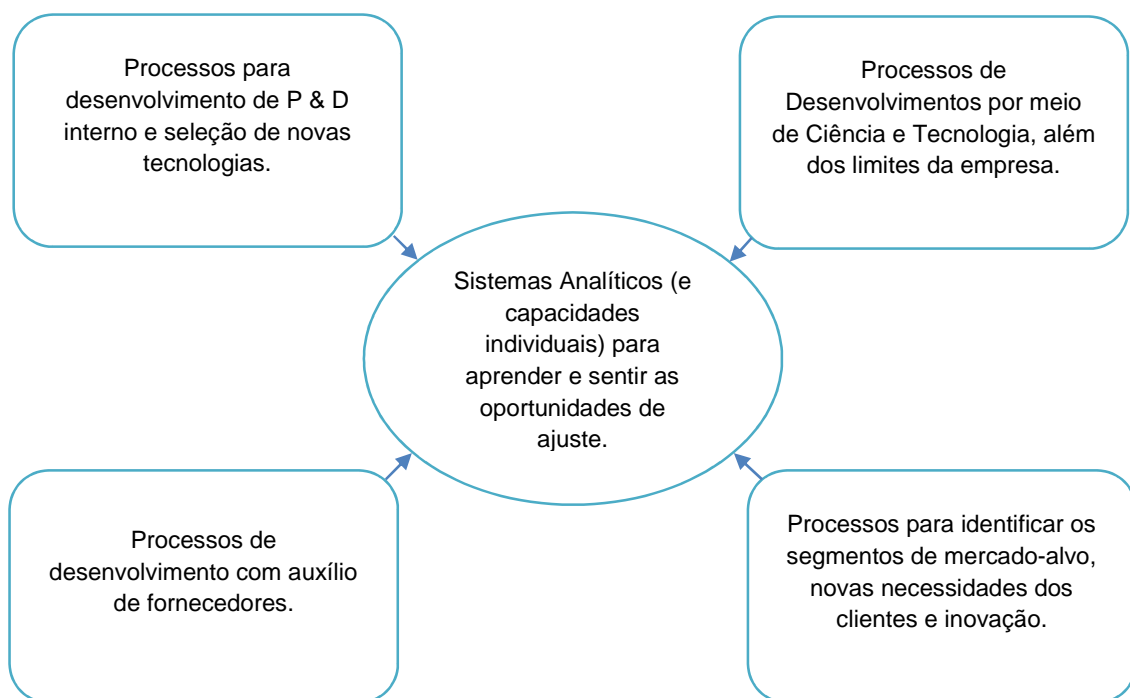 Processos para
desenvolvimento de P & D
interno e seleção de novas
tecnologias.
Processos de
Desenvolvimentos por meio
de Ciência e Tecnologia, além
dos limites da empresa.
Sistemas Analíticos (e
capacidades
individuais) para
aprender e sentir as
oportunidades de
ajuste.
Processos de
desenvolvimento com auxílio
de fornecedores.
Processos para identificar os
segmentos de mercado-alvo,
novas necessidades dos
clientes e inovação.